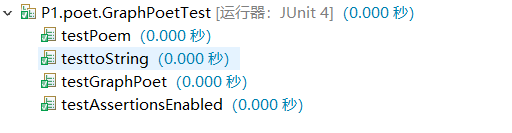 P1.poet.GraphPoetTest [运行器：JUnit 4] (0.000 秒)
testPoem (0.000 秒)
testtoString (0.000 秒)
testGraphPoet (0.000 秒)
testAssertionsEnabled (0.000 秒)